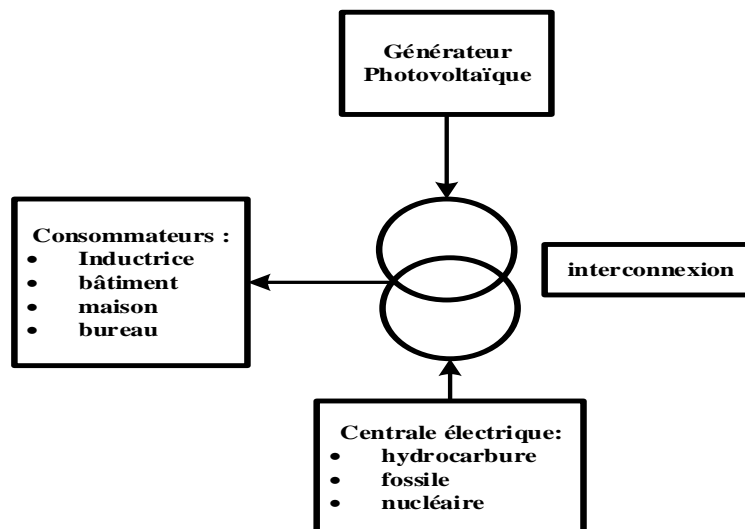 Générateur
Photovoltaïque
Consommateurs :
• Inductrice
• bâtiment
• maison
• bureau
interconnexion
Centrale électrique:
• hydrocarbure
• fossile
• nucléaire